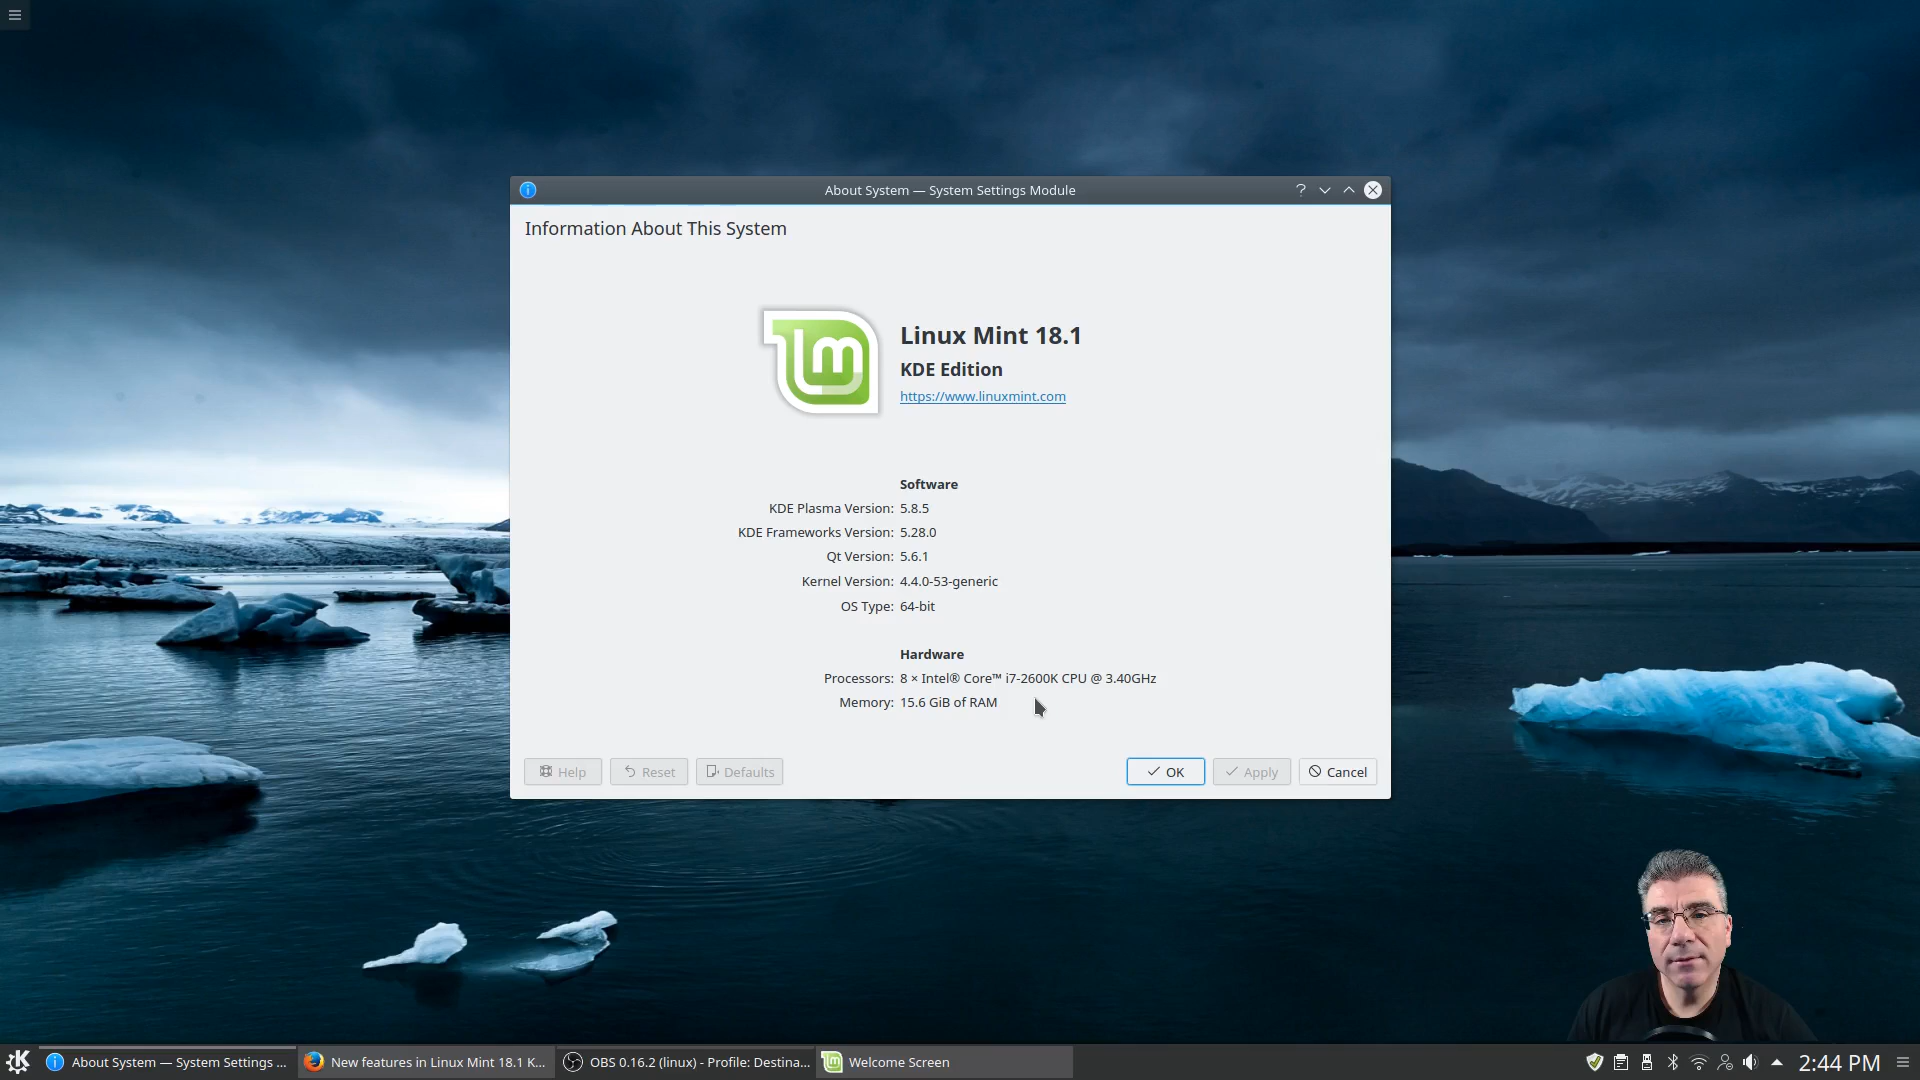 About System — System Settings Module
Information About This System
Linux Mint 18.1
KDE Edition
https://www.linuxmint.com
Software
KDE Plasma Version: 5.8.5
KDE Frameworks Version: 5.28.0
Qt Version: 5.6.1
Kernel Version: 4.4.0-53-generic
OS Type: 64-bit
Hardware
Processors: 8 × Intel® Core™ i7-2600K CPU @ 3.40GHz
Memory: 15.6 GiB of RAM
Help Reset Defaults OK Apply Cancel
About System — System Settings ... New features in Linux Mint 18.1 K... OBS 0.16.2 (linux) - Profile: Destina... Welcome Screen 2:44 PM